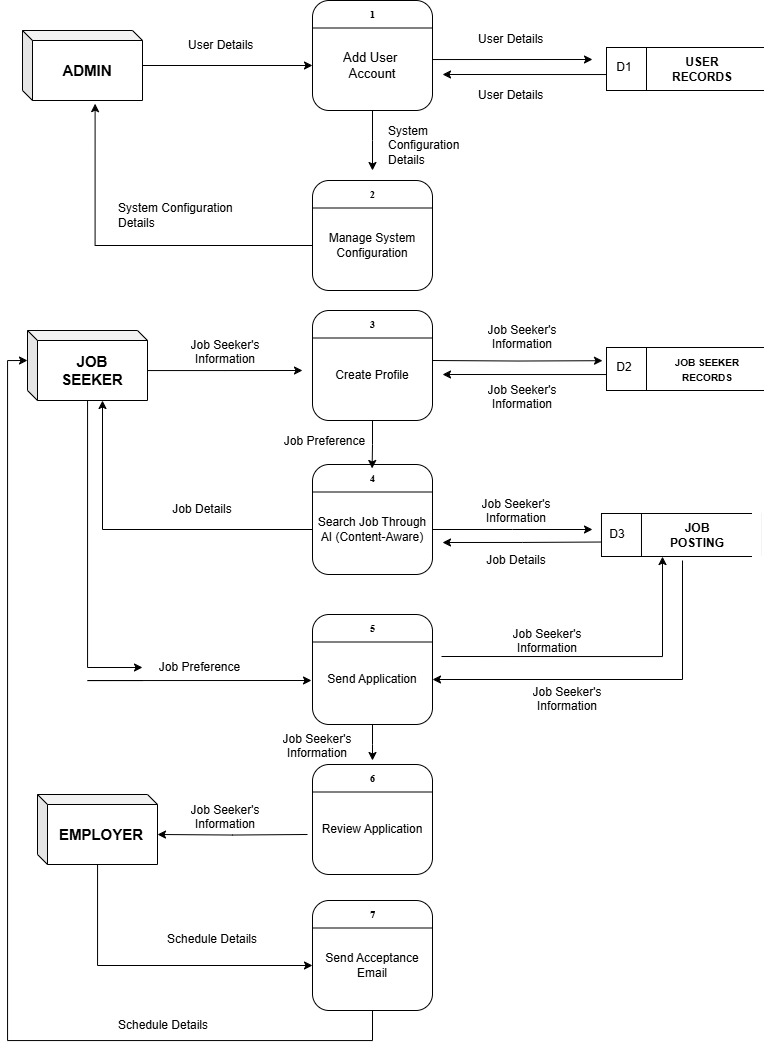 1
User Details
User Details
Add User
Account
ADMIN
D1
USER
RECORDS
User Details
System
Configuration
Details
2
System Configuration
Details
Manage System
Configuration
3
Job Seeker's
Information
Job Seeker's
Information
JOB
SEEKER
Create Profile
D2
JOB SEEKER
RECORDS
Job Seeker's
Information
Job Preference
4
Job Details
Search Job Through
AI (Content-Aware)
Job Seeker's
Information
D3
JOB
POSTING
Job Details
5
Job Seeker's
Information
Job Preference
Send Application
Job Seeker's
Information
Job Seeker's
Information
6
Job Seeker's
Information
EMPLOYER
Review Application
7
Schedule Details
Send Acceptance
Email
Schedule Details